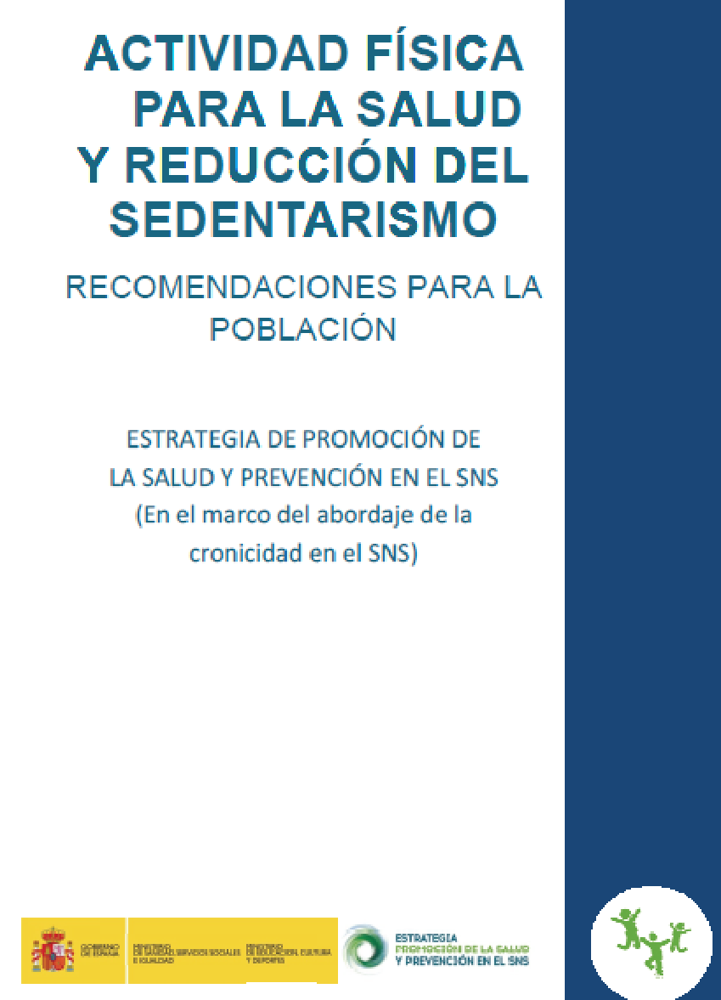 ACTIVIDAD FÍSICA
PARA LA SALUD
Y REDUCCIÓN DEL
SEDENTARISMO
RECOMENDACIONES PARA LA
POBLACIÓN
ESTRATEGIA DE PROMOCIÓN DE
LA SALUD Y PREVENCIÓN EN EL SNS
(En el marco del abordaje de la
cronicidad en el SNS)
GOBIERNO
DE ESPAÑA
MINISTERIO
DE SANIDAD, SERVICIOS SOCIALES
E IGUALDAD
MINISTERIO
DE EDUCACIÓN, CULTURA
Y DEPORTES
ESTRATEGIA
PROMOCIÓN DE LA SALUD
Y PREVENCIÓN EN EL SNS